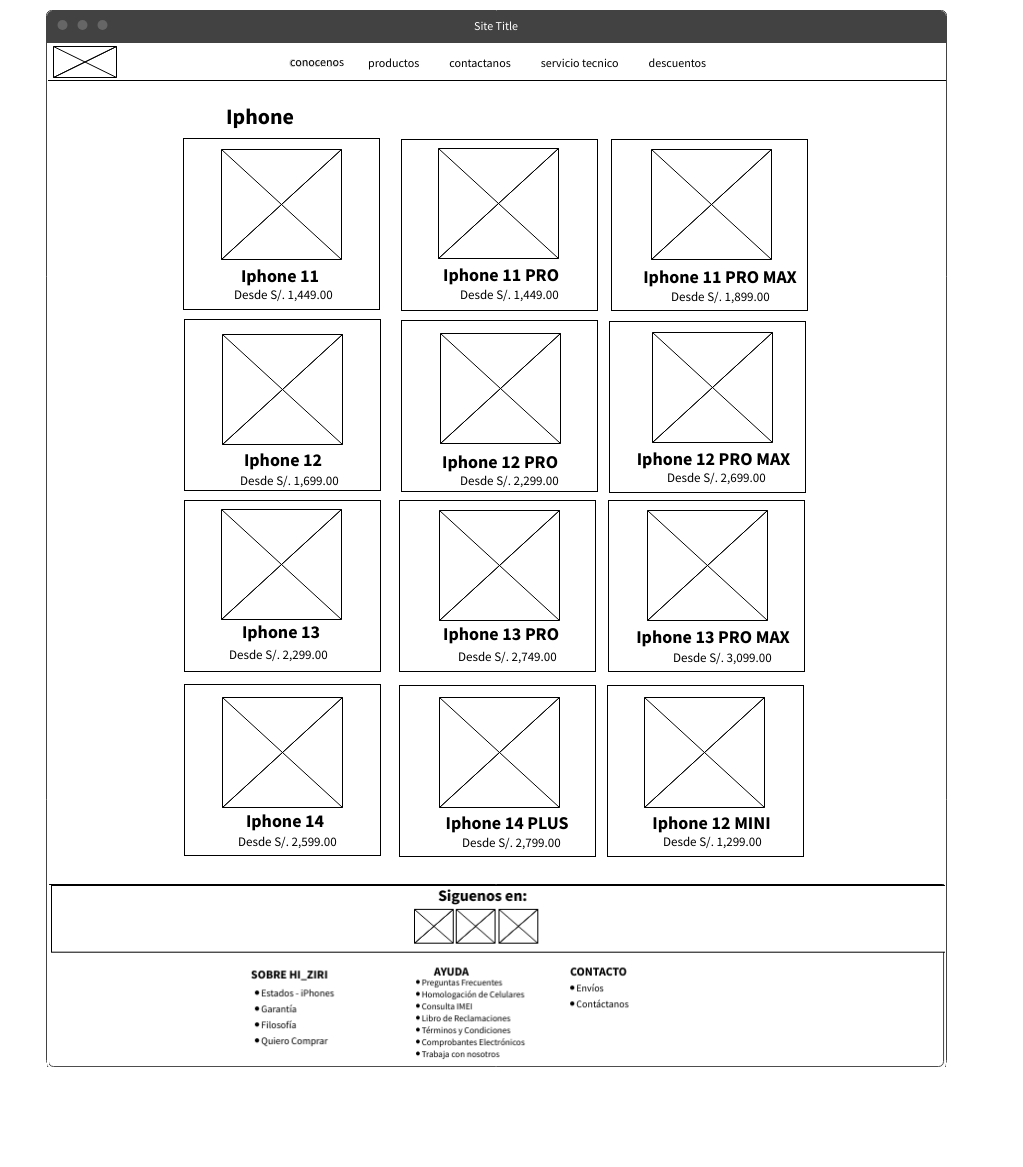 Site Title
conocenos productos contactanos servicio tecnico descuentos
Iphone
Iphone 11
Desde S/. 1,449.00
Iphone 11 PRO
Desde S/. 1,449.00
Iphone 11 PRO MAX
Desde S/. 1,899.00
Iphone 12
Desde S/. 1,699.00
Iphone 12 PRO
Desde S/. 2,299.00
Iphone 12 PRO MAX
Desde S/. 2,699.00
Iphone 13
Desde S/. 2,299.00
Iphone 13 PRO
Desde S/. 2,749.00
Iphone 13 PRO MAX
Desde S/. 3,099.00
Iphone 14
Desde S/. 2,599.00
Iphone 14 PLUS
Desde S/. 2,799.00
Iphone 12 MINI
Desde S/. 1,299.00
Siguenos en:
SOBRE HI_ZIRI
Estados - iPhones
Garantía
Filosofía
Quiero Comprar
AYUDA
Preguntas Frecuentes
Homologación de Celulares
Consulta IMEI
Libro de Reclamaciones
Términos y Condiciones
Comprobantes Electrónicos
Trabaja con nosotros
CONTACTO
Envíos
Contáctanos